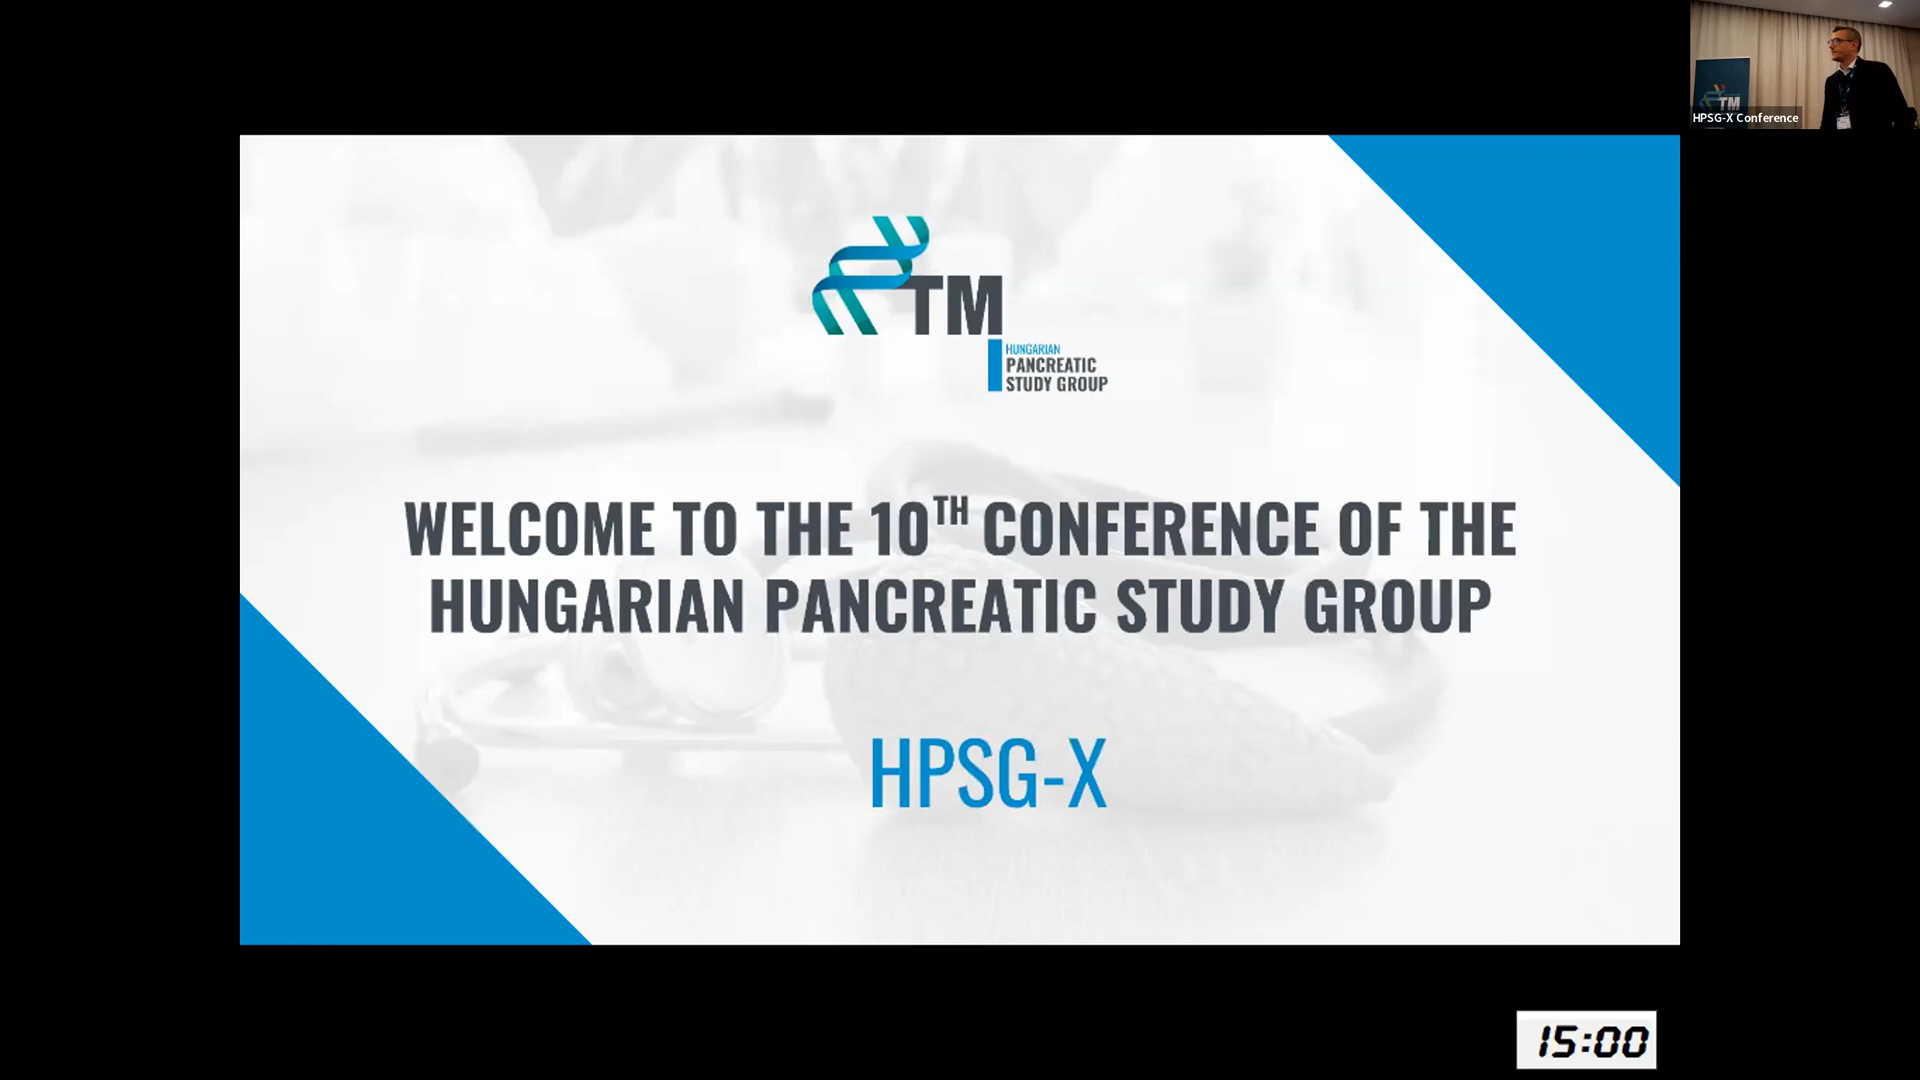 TM
HPSG-X Conference
TM
HUNGARIAN
PANCREATIC
STUDY GROUP
WELCOME TO THE 10TH CONFERENCE OF THE
HUNGARIAN PANCREATIC STUDY GROUP
HPSG-X
15:00